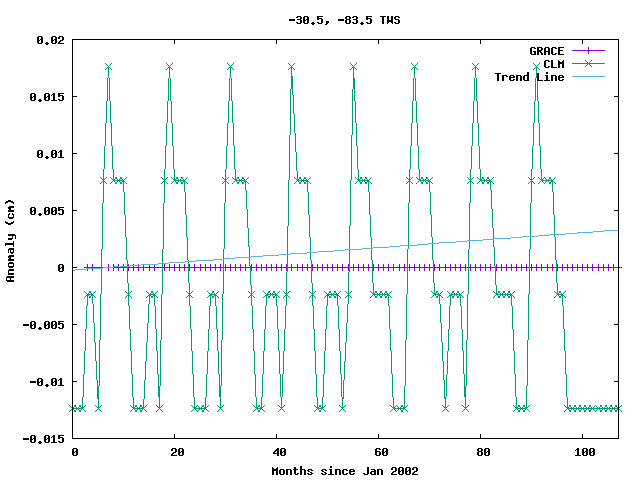 -30.5, -83.5 TWS
GRACE
CLM
Trend Line
0.02
0.015
0.01
0.005
0
-0.005
-0.01
-0.015
Anomaly (cm)
0 20 40 60 80 100
Months since Jan 2002